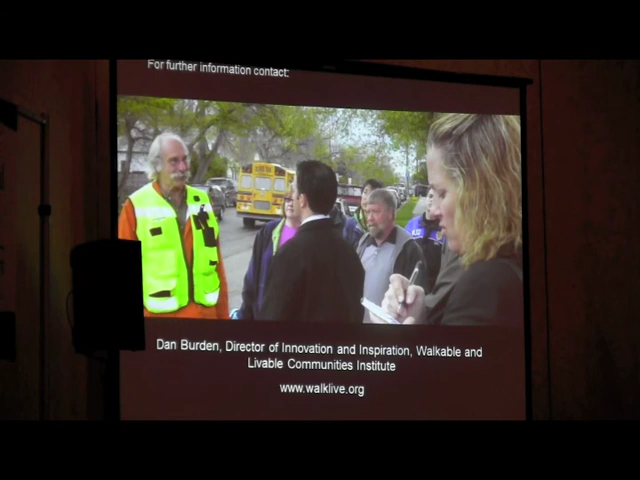 For further information contact:
Dan Burden, Director of Innovation and Inspiration, Walkable and
Livable Communities Institute
www.walklive.org